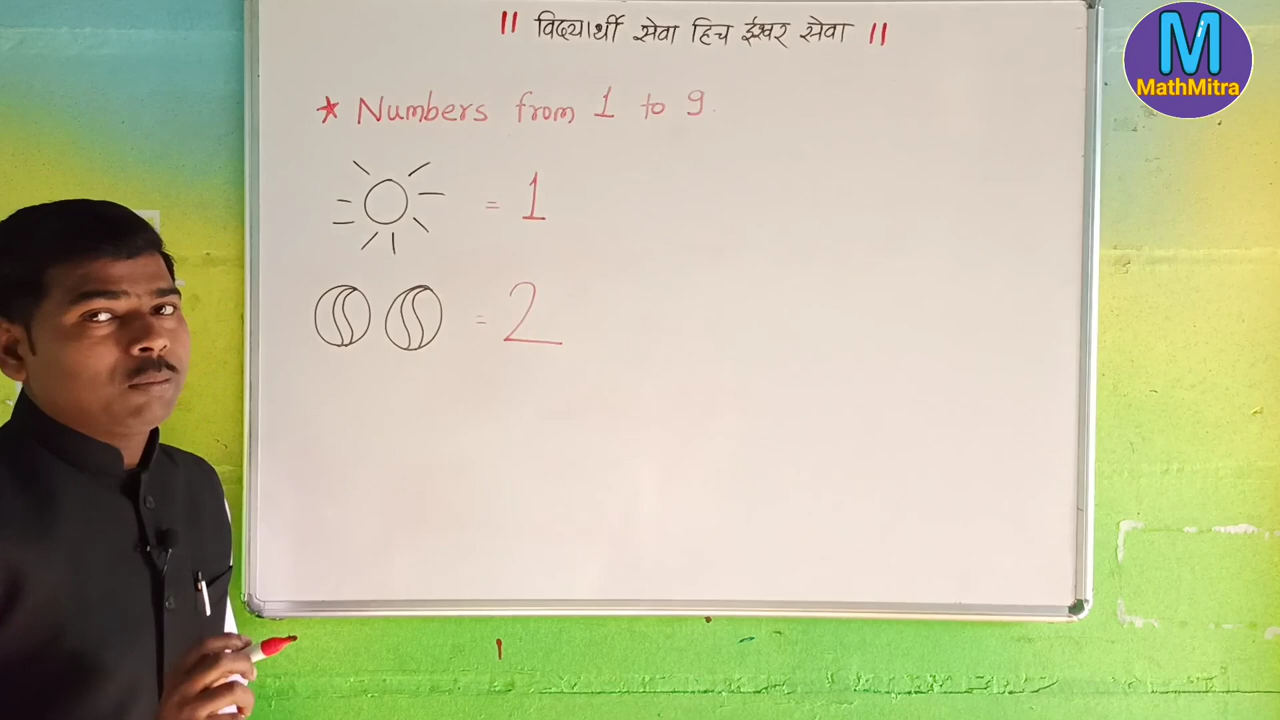 ॥ विद्यार्थी सेवा हिच ईश्वर सेवा ॥
M
MathMitra
★ Numbers from 1 to 9.
= 1
= 2